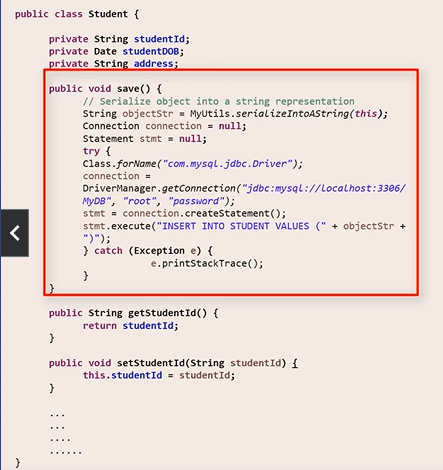 public class Student {
private String studentId;
private Date studentDOB;
private String address;
public void save() {
// Serialize object into a string representation
String objectStr = MyUtils.serializeIntoAString(this);
Connection connection = null;
Statement stmt = null;
try {
Class.forName("com.mysql.jdbc.Driver");
connection =
DriverManager.getConnection("jdbc:mysql://localhost:3306/
MyDB", "root", "password");
stmt = connection.createStatement();
stmt.execute("INSERT INTO STUDENT VALUES (" + objectStr +
")");
} catch (Exception e) {
e.printStackTrace();
}
}
public String getStudentId() {
return studentId;
}
public void setStudentId(String studentId) {
this.studentId = studentId;
}
...
...
....
......
}